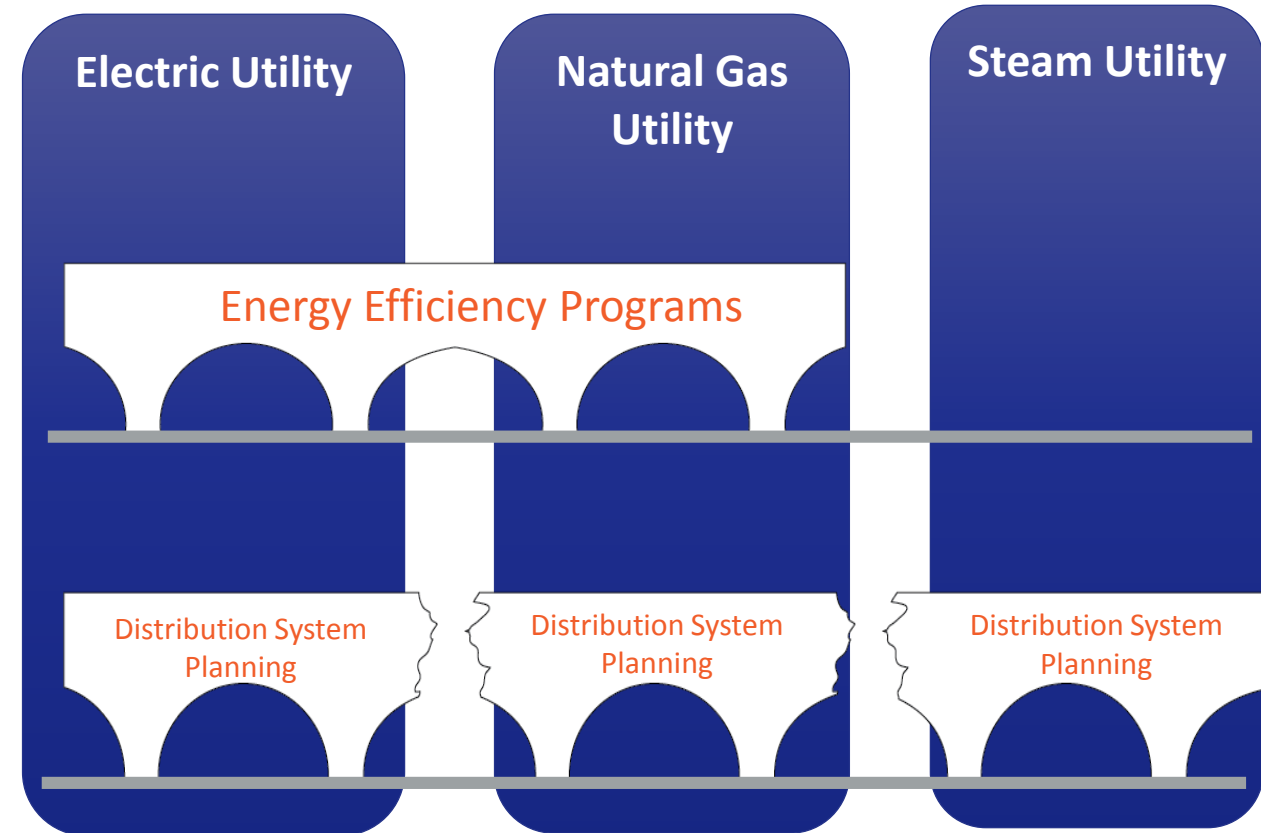 Electric Utility
Natural Gas
Utility
Steam Utility
Energy Efficiency Programs
Distribution System
Planning
Distribution System
Planning
Distribution System
Planning